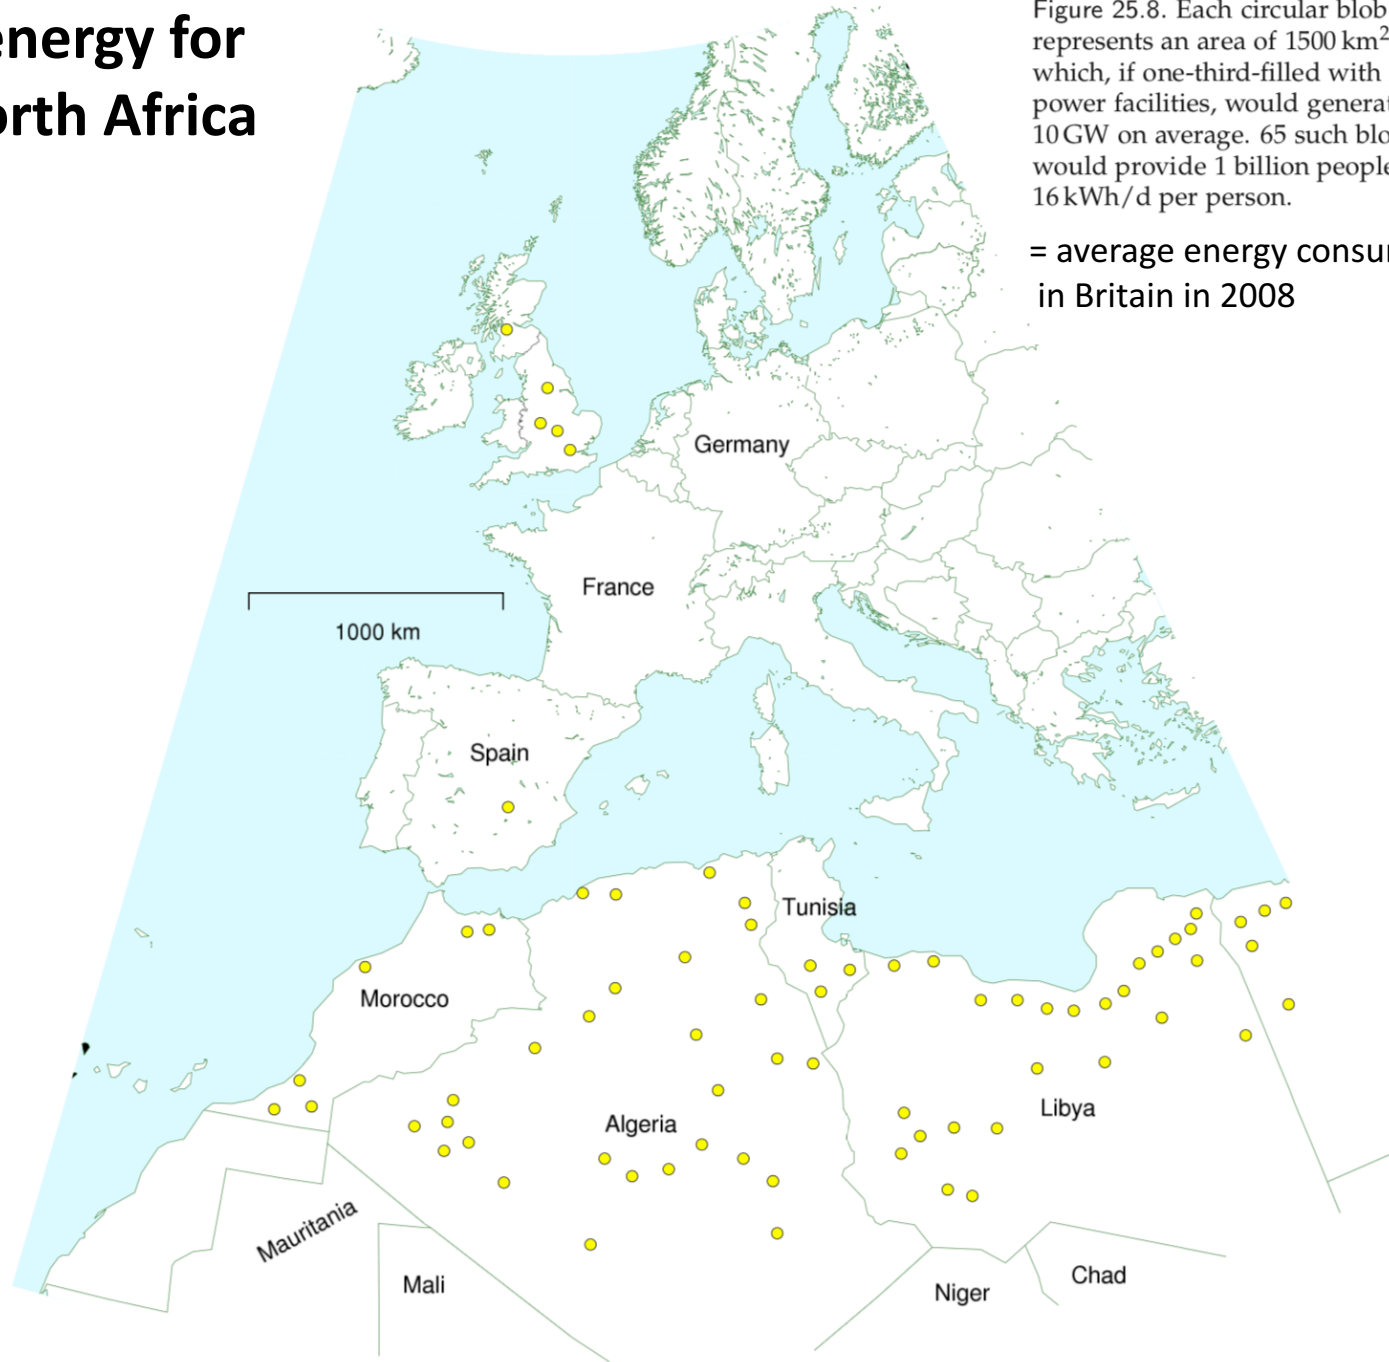 energy for
orth Africa
Figure 25.8. Each circular blob
represents an area of 1500 km²
which, if one-third-filled with
power facilities, would generat
10 GW on average. 65 such blo
would provide 1 billion people
16 kWh/d per person.
= average energy consu
in Britain in 2008
Germany
France
1000 km
Spain
Tunisia
Morocco
Libya
Algeria
Mauritania
Mali
Chad
Niger